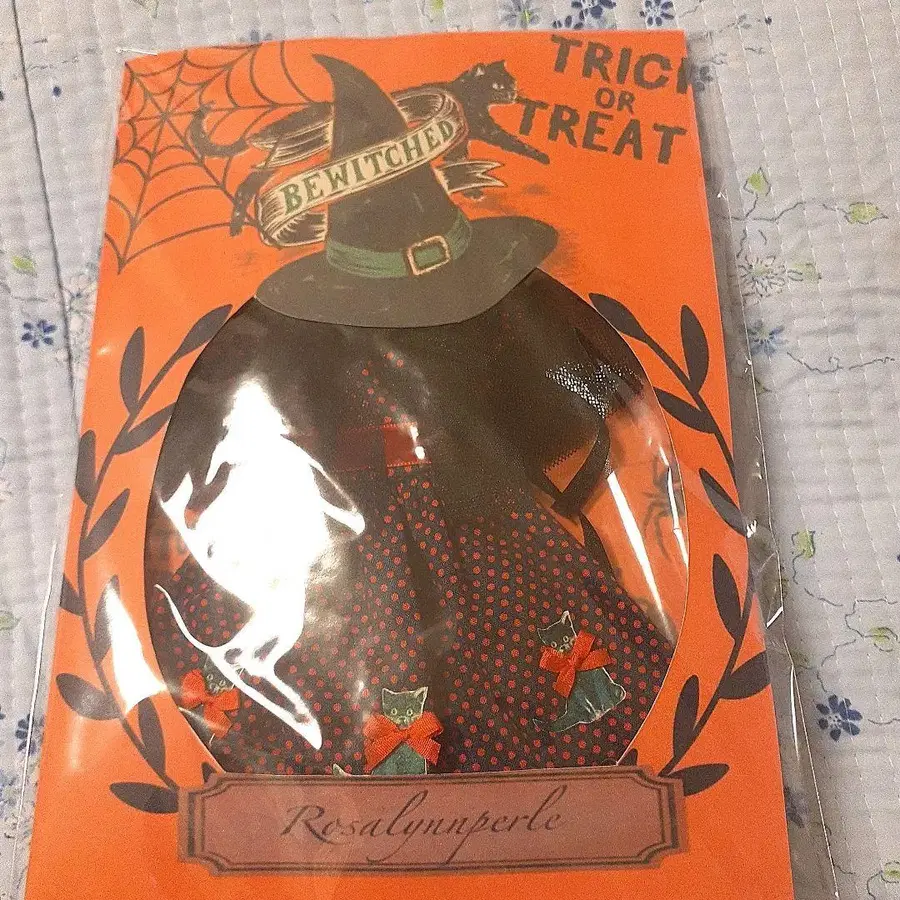 TRICK
OR
TREAT
BEWITCHED
Rosalynnperle